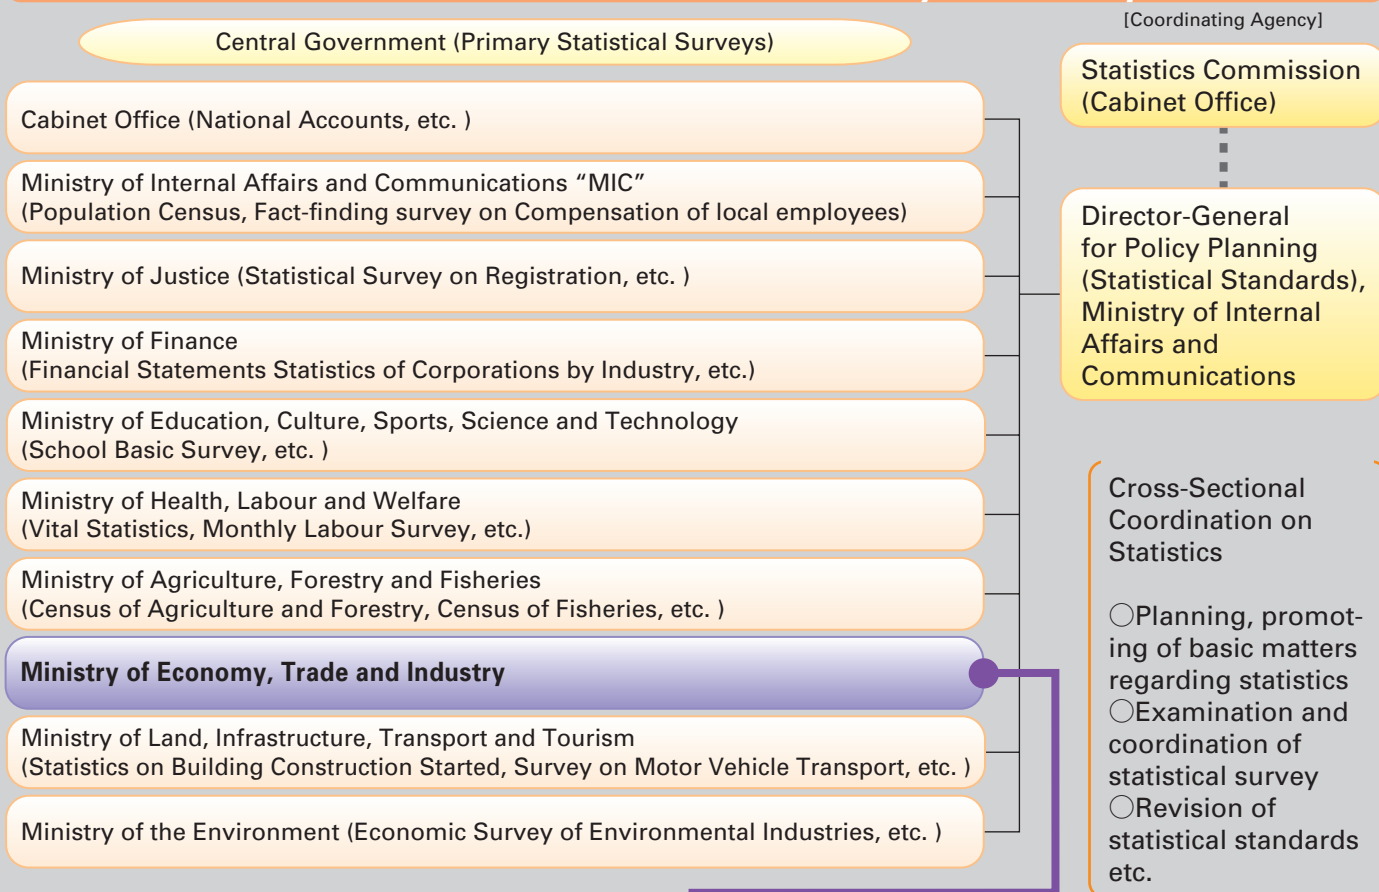 Central Government (Primary Statistical Surveys)
Cabinet Office (National Accounts, etc. )
Ministry of Internal Affairs and Communications “MIC”
(Population Census, Fact-finding survey on Compensation of local employees)
Ministry of Justice (Statistical Survey on Registration, etc. )
Ministry of Finance
(Financial Statements Statistics of Corporations by Industry, etc.)
Ministry of Education, Culture, Sports, Science and Technology
(School Basic Survey, etc. )
Ministry of Health, Labour and Welfare
(Vital Statistics, Monthly Labour Survey, etc.)
Ministry of Agriculture, Forestry and Fisheries
(Census of Agriculture and Forestry, Census of Fisheries, etc. )
Ministry of Economy, Trade and Industry
Ministry of Land, Infrastructure, Transport and Tourism
(Statistics on Building Construction Started, Survey on Motor Vehicle Transport, etc. )
Ministry of the Environment (Economic Survey of Environmental Industries, etc. )
[Coordinating Agency]
Statistics Commission
(Cabinet Office)
Director-General
for Policy Planning
(Statistical Standards),
Ministry of Internal
Affairs and
Communications
Cross-Sectional
Coordination on
Statistics
○Planning, promot-
ing of basic matters
regarding statistics
○Examination and
coordination of
statistical survey
○Revision of
statistical standards
etc.